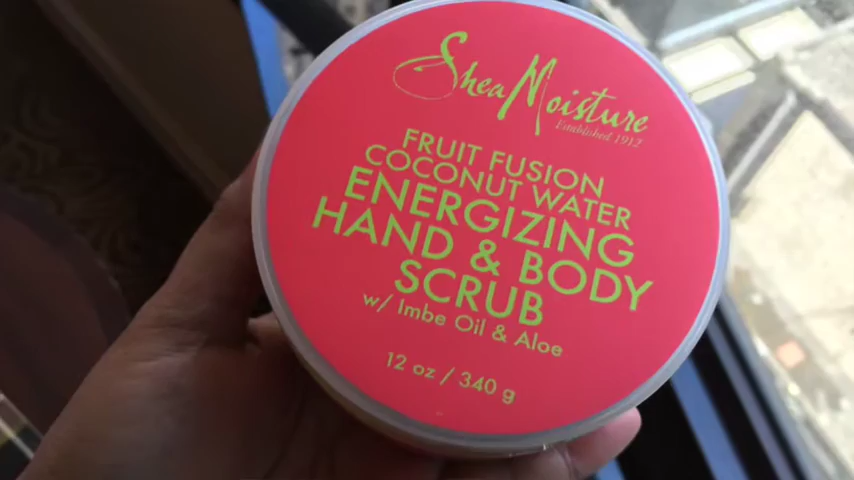 SheaMoisture
Established 1912
FRUIT FUSION
COCONUT WATER
ENERGIZING
HAND & BODY
SCRUB
w/ Imbe Oil & Aloe
12 oz / 340 g